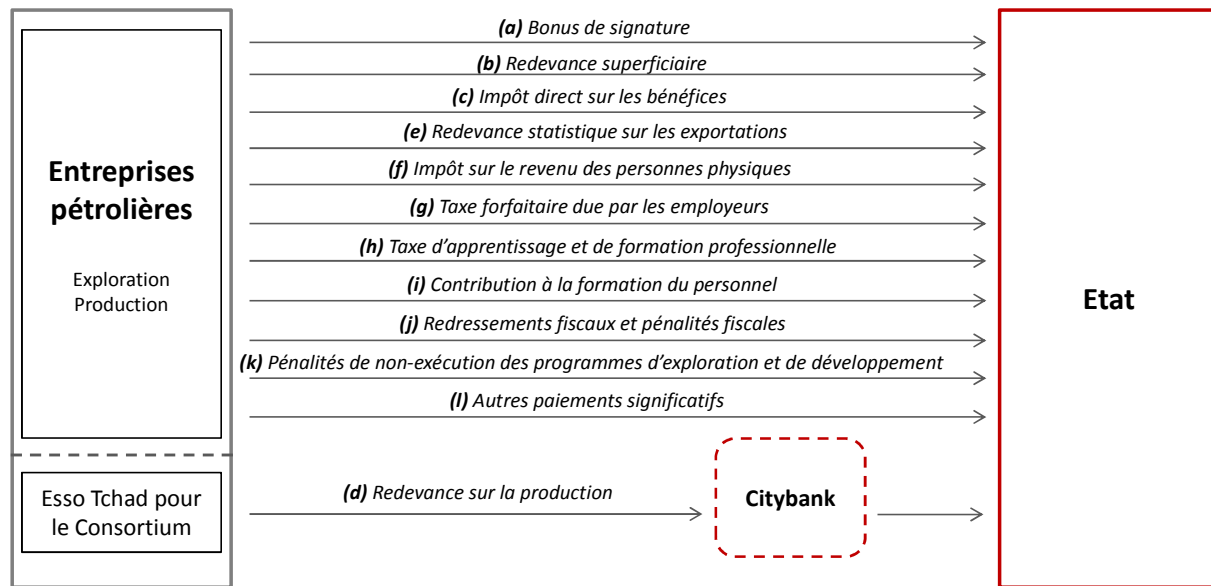 (a) Bonus de signature
(b) Redevance superficiaire
(c) Impôt direct sur les bénéfices
(e) Redevance statistique sur les exportations
(f) Impôt sur le revenu des personnes physiques
(g) Taxe forfaitaire due par les employeurs
(h) Taxe d’apprentissage et de formation professionnelle
(i) Contribution à la formation du personnel
(j) Redressements fiscaux et pénalités fiscales
(k) Pénalités de non-exécution des programmes d’exploration et de développement
(l) Autres paiements significatifs
Entreprises
pétrolières
Exploration
Production
Etat
Esso Tchad pour
le Consortium
(d) Redevance sur la production
Citybank